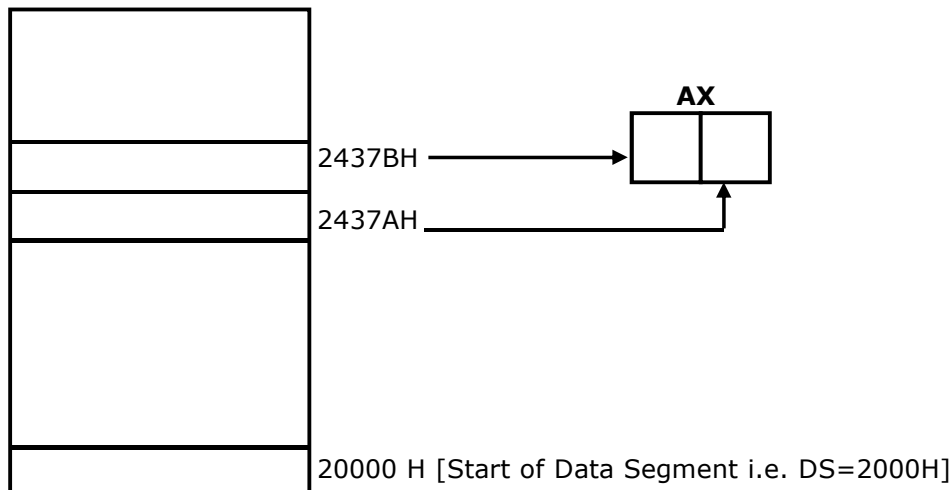 AX
2437BH
2437AH
20000 H [Start of Data Segment i.e. DS=2000H]